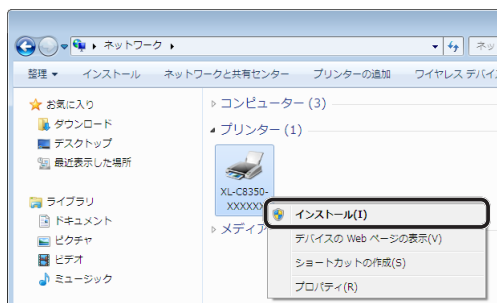 ネットワーク
ネッ
整理 インストール ネットワークと共有センター プリンターの追加 ワイヤレス デバイ
お気に入り
ダウンロード
デスクトップ
最近表示した場所
ライブラリ
ドキュメント
ピクチャ
ビデオ
ミュージック
コンピューター (3)
プリンター (1)
XL-C8350-
XXXXXX
メディア
インストール(I)
デバイスの Web ページの表示(V)
ショートカットの作成(S)
プロパティ(R)